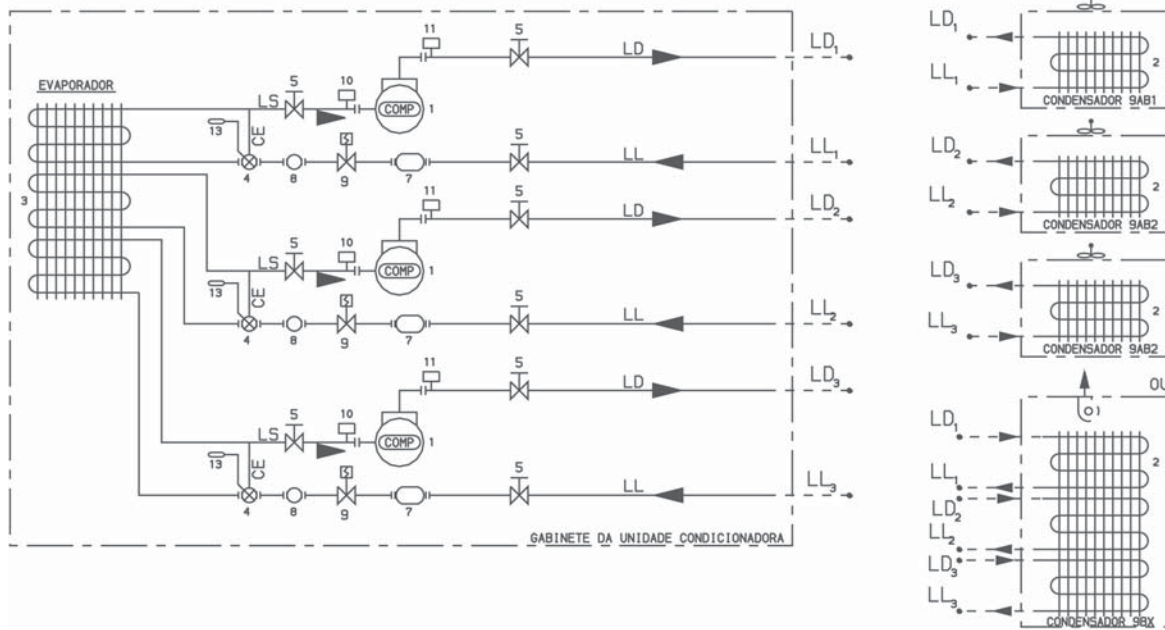 EVAPORADOR
3
13
4
CE
LS
5
10
COMP
1
11
5
LD
LD1
8
9
7
5
LL
LL1
13
4
CE
LS
5
10
COMP
1
11
5
LD
LD2
8
9
7
5
LL
LL2
13
4
CE
LS
5
10
COMP
1
11
5
LD
LD3
8
9
7
5
LL
LL3
GABINETE DA UNIDADE CONDICIONADORA
LD1
LL1
2
CONDENSADOR 9AB1
LD2
LL2
2
CONDENSADOR 9AB2
LD3
LL3
2
CONDENSADOR 9AB2
OU
LD1
LL1
LD2
LL2
LD3
LL3
2
CONDENSADOR 9BX